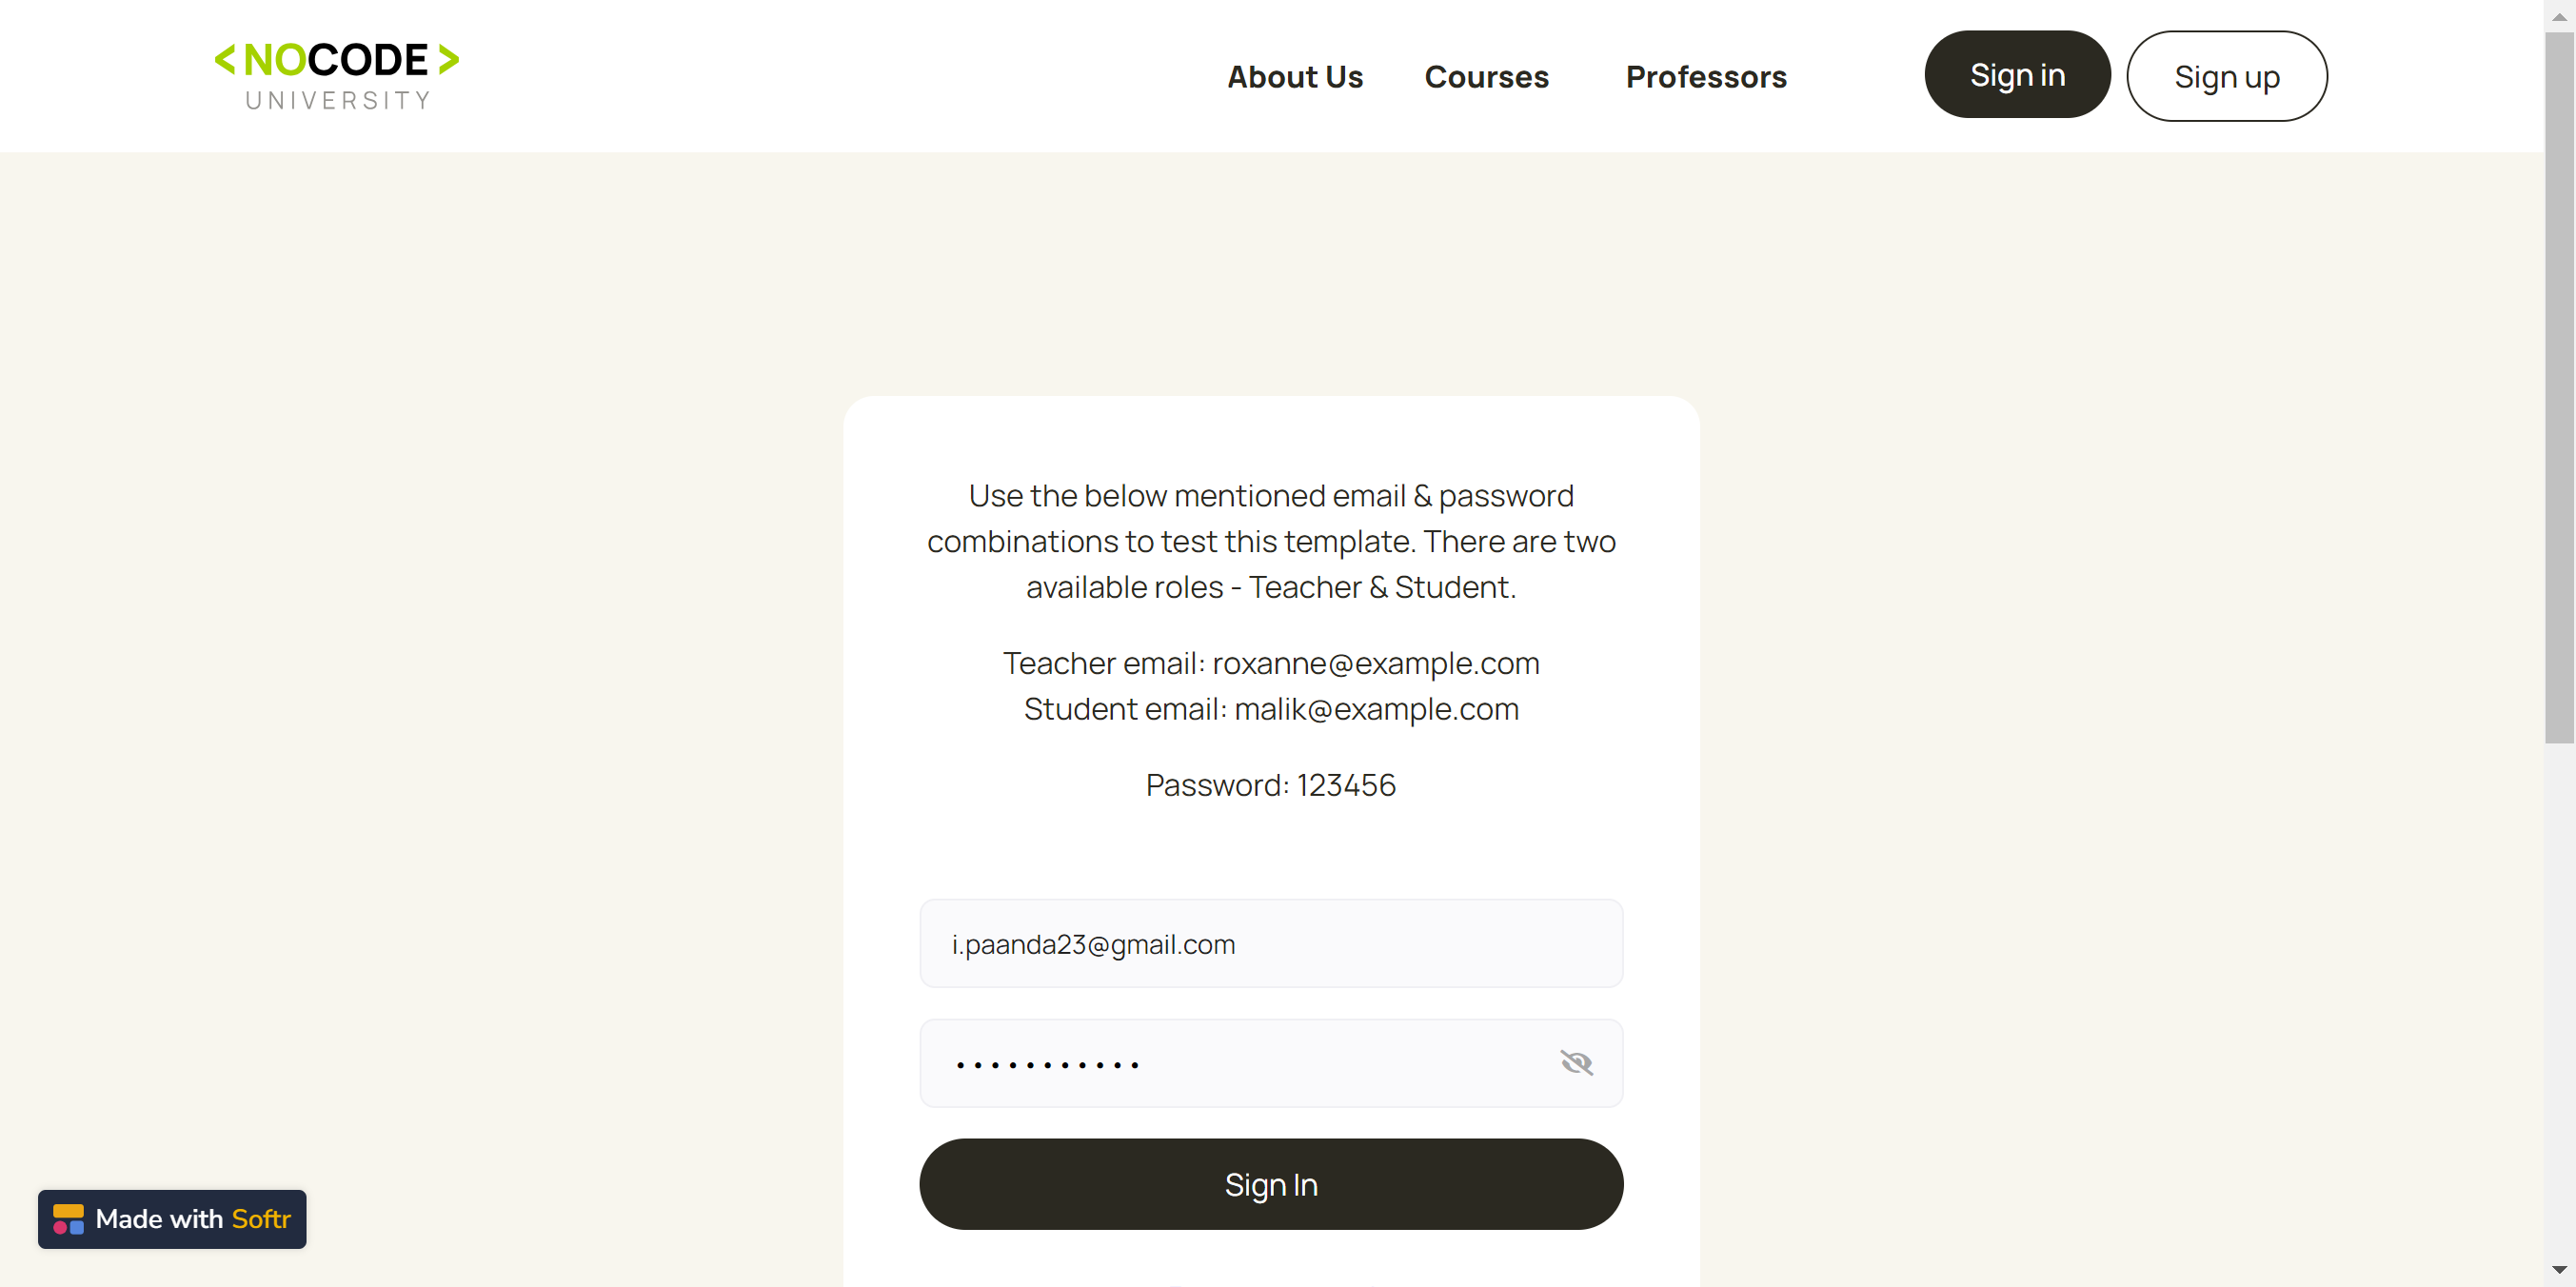 <NOCODE>
UNIVERSITY
About Us
Courses
Professors
Sign in
Sign up
Use the below mentioned email & password
combinations to test this template. There are two
available roles - Teacher & Student.
Teacher email: roxanne@example.com
Student email: malik@example.com
Password: 123456
i.paanda23@gmail.com
•••••••••••
Sign In
Made with Softr